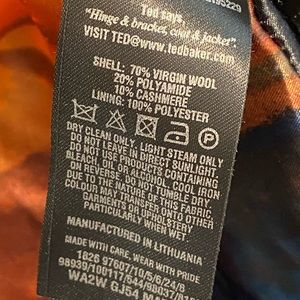 Ted says,
"Hinge & bracket, coat & jacket"
VISIT TED@WWW.
TEDBAKER.COM
SHELL: 70% VIRGIN WOOL
20% POLYAMIDE
10% CASHMERE
LINING: 100% POLYESTER
DRY CLEAN ONLY. LIGHT STEAM ONLY
DO NOT LEAVE IN DIRECT SUNLIGHT.
DO NOT USE PRODUCTS CONTAINING
BLEACH, OIL OR ALCOHOL. COOL IRON
ON REVERSE. DO NOT TUMBLE DRY.
DUE TO THE NATURE OF THIS FABRIC
COLOUR MAY TRANSFER ONTO OTHER
GARMENTS OR UPHOLSTERY
PARTICULARLY WHEN WET.
MANUFACTURED IN LITHUANIA
MADE WITH CARE, WEAR WITH PRIDE
WA2W GJ54